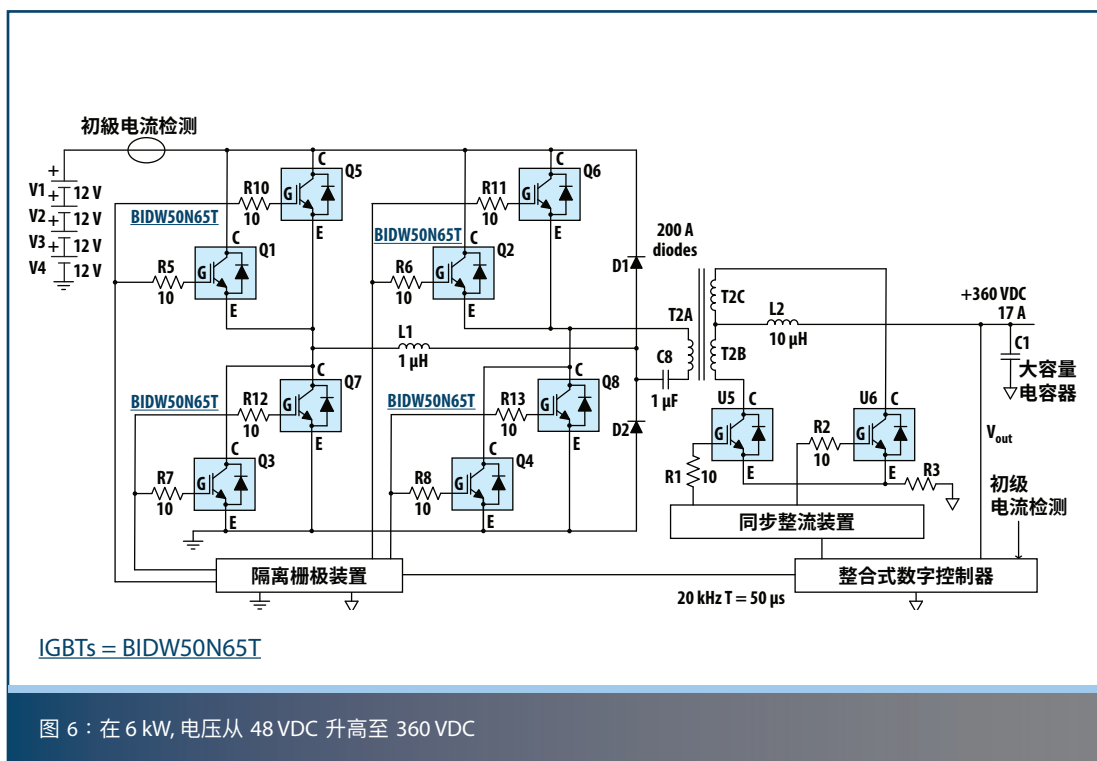 初級电流检测
+
V1
+
12 V
V2
+
12 V
V3
+
12 V
V4
12 V
R10
10
G
C
E
Q5
BIDW50N65T
R5
10
G
C
E
Q1
R11
10
G
C
E
Q6
BIDW50N65T
R6
10
G
C
E
Q2
200 A
diodes
D1
L1
1 µH
T2A
T2C
T2B
L2
10 µH
+360 VDC
17 A
C1
大容量
电容器
C8
1 µF
BIDW50N65T
R12
10
G
C
E
Q7
R7
10
G
C
E
Q3
BIDW50N65T
R13
10
G
C
E
Q8
R8
10
G
C
E
Q4
D2
U5
G
C
E
R1
10
U6
G
C
E
R2
10
R3
Vout
初级
电流检测
同步整流装置
隔离栅极装置
整合式数字控制器
20 kHz T = 50 µs
IGBTs = BIDW50N65T
图 6：在 6 kW, 电压从 48 VDC 升高至 360 VDC